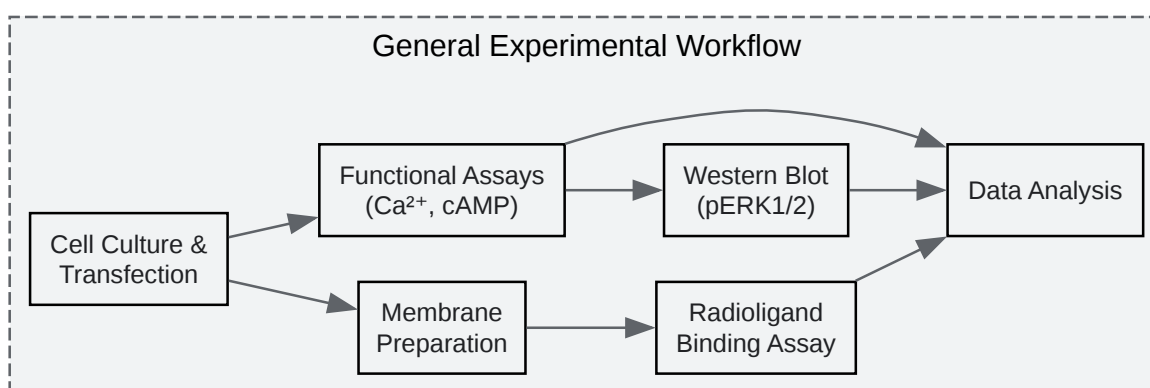 General Experimental Workflow
Functional Assays
(Ca²⁺, cAMP)
Western Blot
(pERK1/2)
Data Analysis
Cell Culture &
Transfection
Membrane
Preparation
Radioligand
Binding Assay